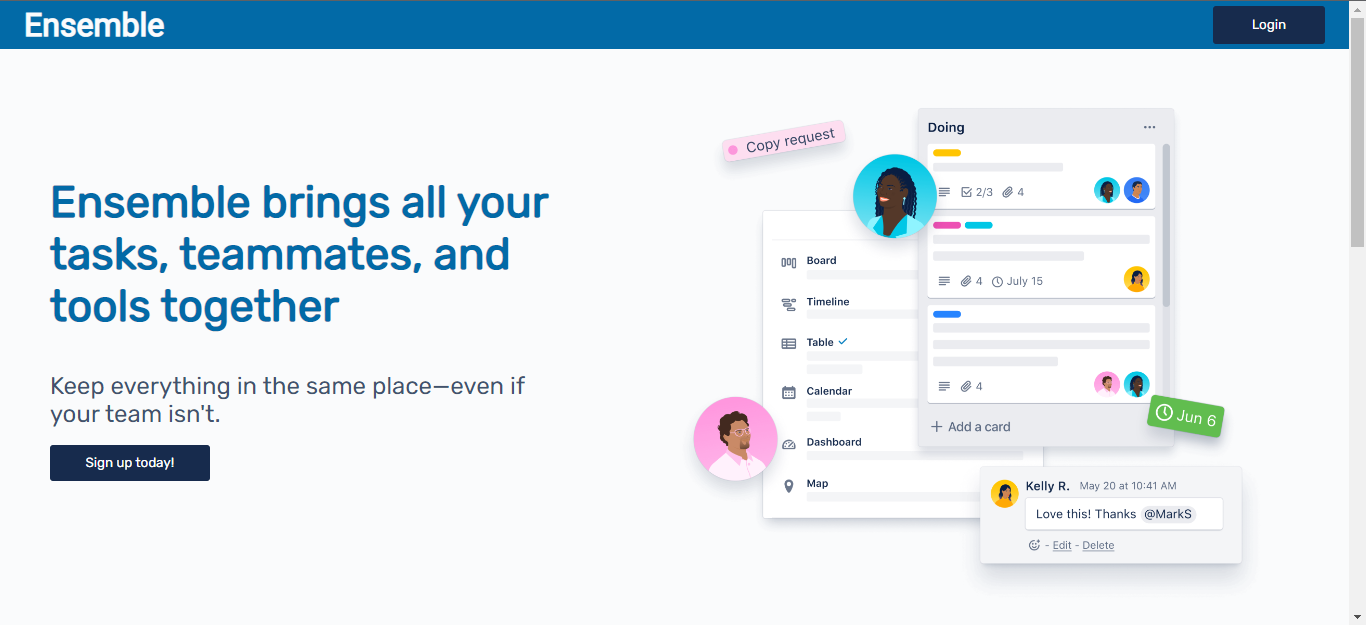 Ensemble
Login
Ensemble brings all your
tasks, teammates, and
tools together
Keep everything in the same place—even if
your team isn't.
Sign up today!
Copy request
Doing
2/3 4
4 July 15
4
Add a card
Jun 6
Board
Timeline
Table
Calendar
Dashboard
Map
Kelly R. May 20 at 10:41 AM
Love this! Thanks @MarkS
- Edit - Delete